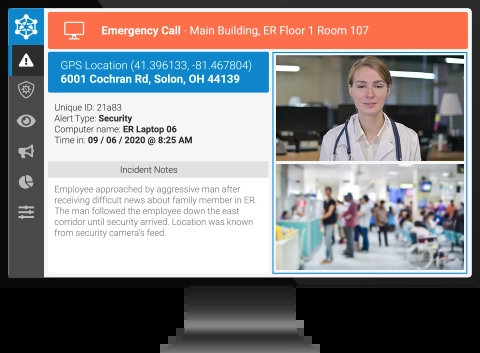 Emergency Call - Main Building, ER Floor 1 Room 107
GPS Location (41.396133, -81.467804)
6001 Cochran Rd, Solon, OH 44139
Unique ID: 21a83
Alert Type: Security
Computer name: ER Laptop 06
Time in: 09 / 06 / 2020 @ 8:25 AM
Incident Notes
Employee approached by aggressive man after
receiving difficult news about family member in ER.
The man followed the employee down the east
corridor until security arrived. Location was known
from security camera's feed.